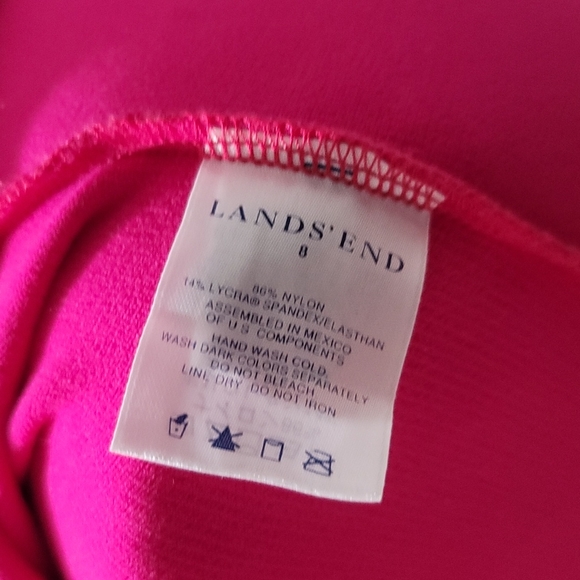 LANDS' END
8
86% NYLON
14% LYCRA® SPANDEX/ELASTHAN
ASSEMBLED IN MEXICO
OF U S COMPONENTS
HAND WASH COLD
WASH DARK COLORS SEPARATELY
DO NOT BLEACH
LINE DRY DO NOT IRON